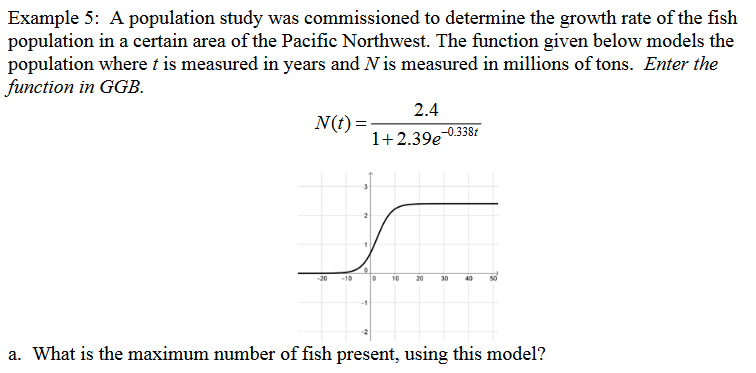 Example 5: A population study was commissioned to determine the growth rate of the fish
population in a certain area of the Pacific Northwest. The function given below models the
population where t is measured in years and N is measured in millions of tons. Enter the
function in GGB.
N(t) = 2.4 / (1+2.39e^(-0.338t))
3
2
1
0
-20 -10 0 10 20 30 40 50
-1
-2
a. What is the maximum number of fish present, using this model?